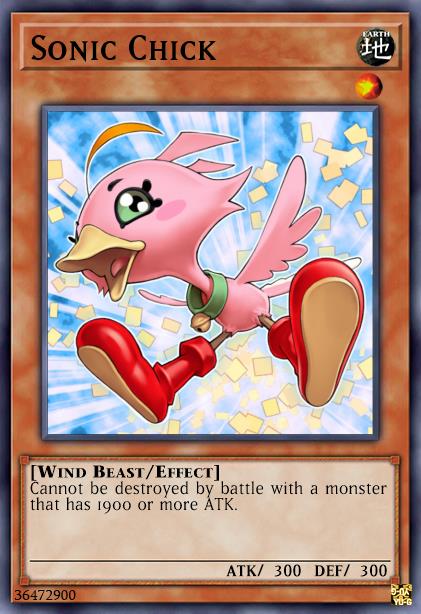 Sonic Chick
EARTH
地
[Wind Beast/Effect]
Cannot be destroyed by battle with a monster
that has 1900 or more ATK.
ATK/ 300 DEF/ 300
36472900